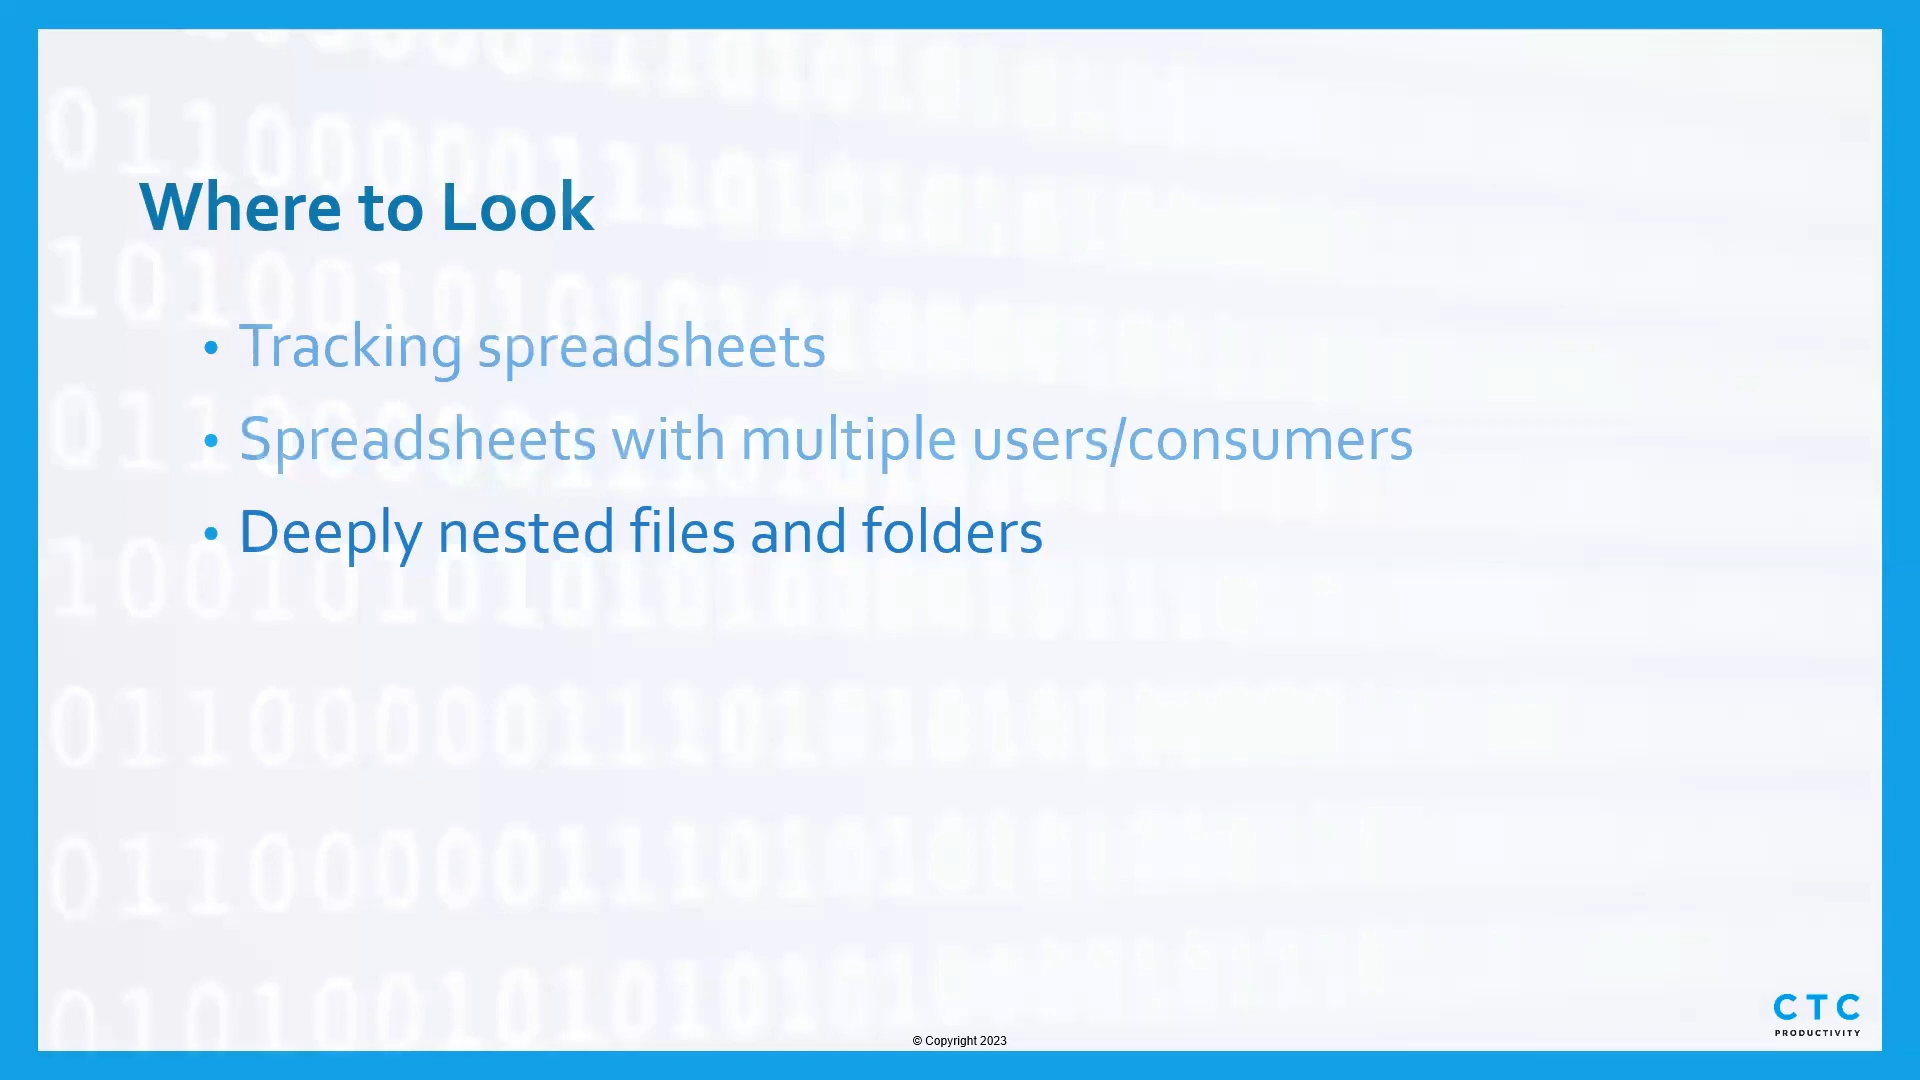 Where to Look
• Tracking spreadsheets
• Spreadsheets with multiple users/consumers
• Deeply nested files and folders
© Copyright 2023
CTC
PRODUCTIVITY